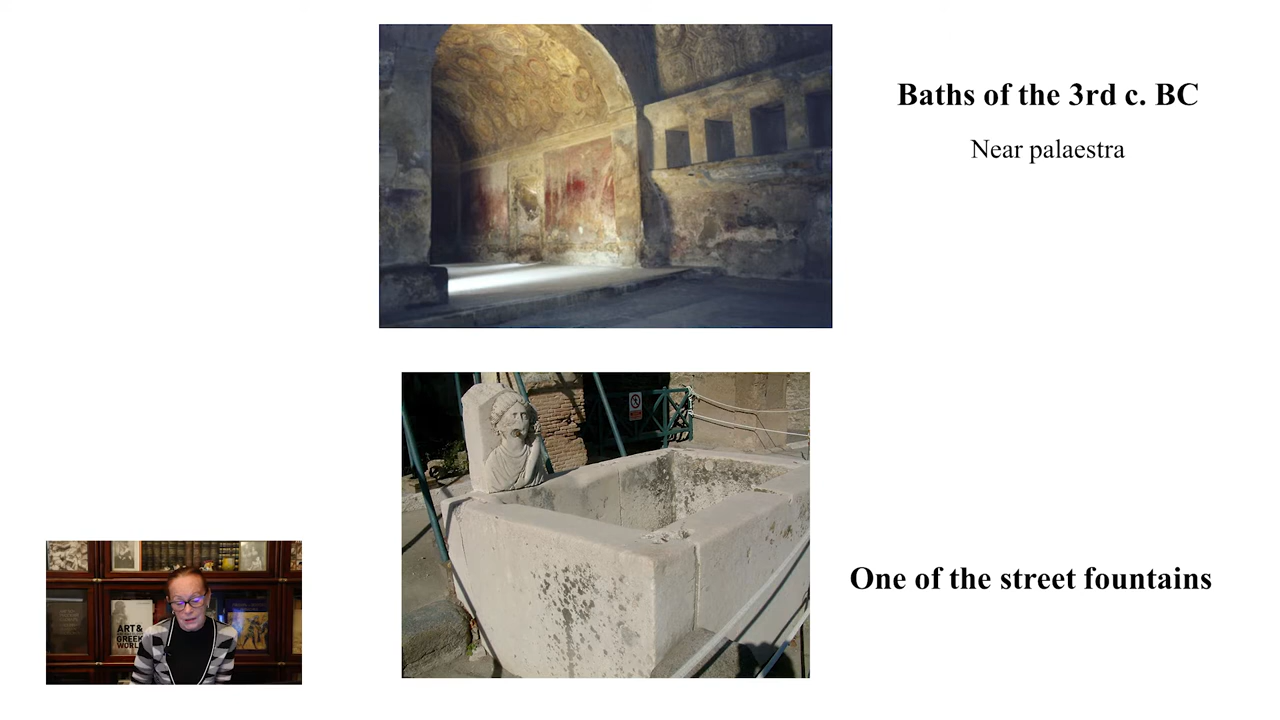 Baths of the 3rd c. BC
Near palaestra
One of the street fountains
ART&
GREEK
WORLD